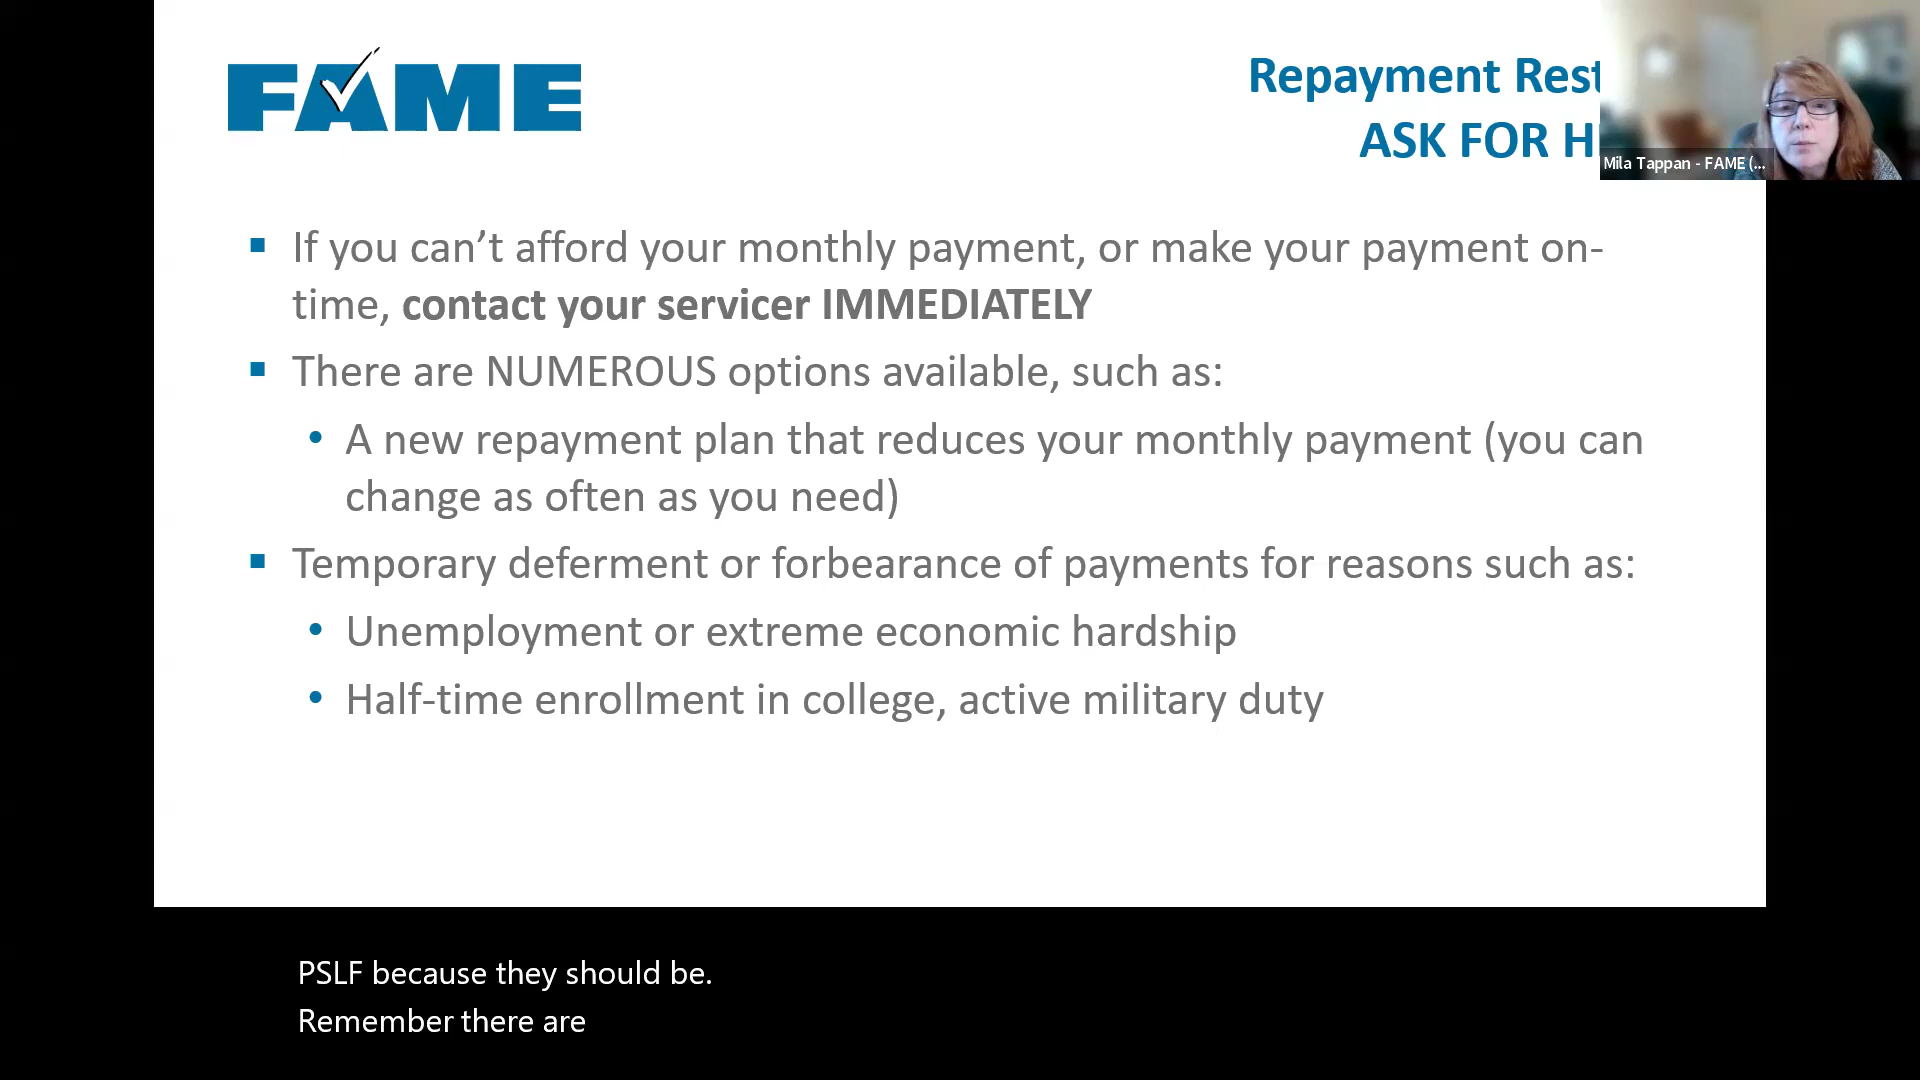 FAME
Repayment Rest
ASK FOR H
Mila Tappan - FAME (...
If you can’t afford your monthly payment, or make your payment on-
time, contact your servicer IMMEDIATELY
There are NUMEROUS options available, such as:
A new repayment plan that reduces your monthly payment (you can
change as often as you need)
Temporary deferment or forbearance of payments for reasons such as:
Unemployment or extreme economic hardship
Half-time enrollment in college, active military duty
PSLF because they should be.
Remember there are